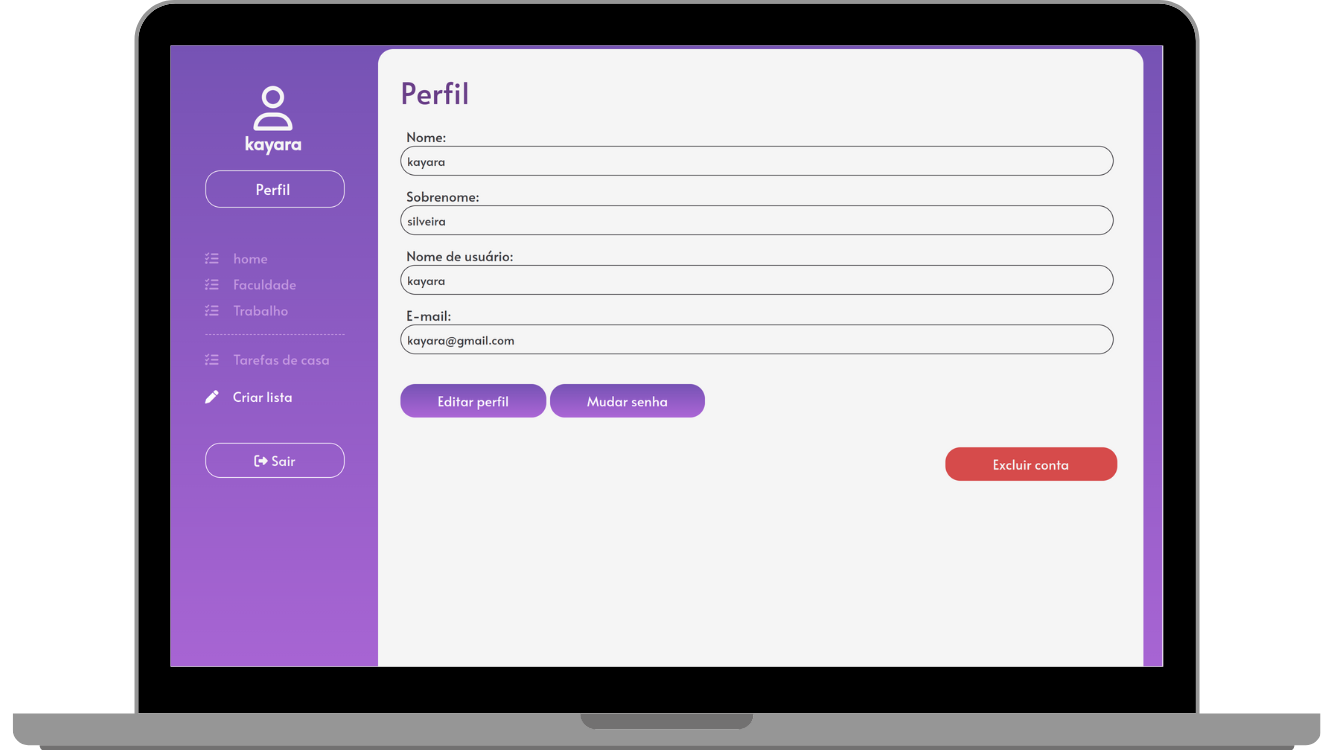 kayara
Perfil
home
Faculdade
Trabalho
Tarefas de casa
Criar lista
Sair
Perfil
Nome:
kayara
Sobrenome:
silveira
Nome de usuário:
kayara
E-mail:
kayara@gmail.com
Editar perfil
Mudar senha
Excluir conta